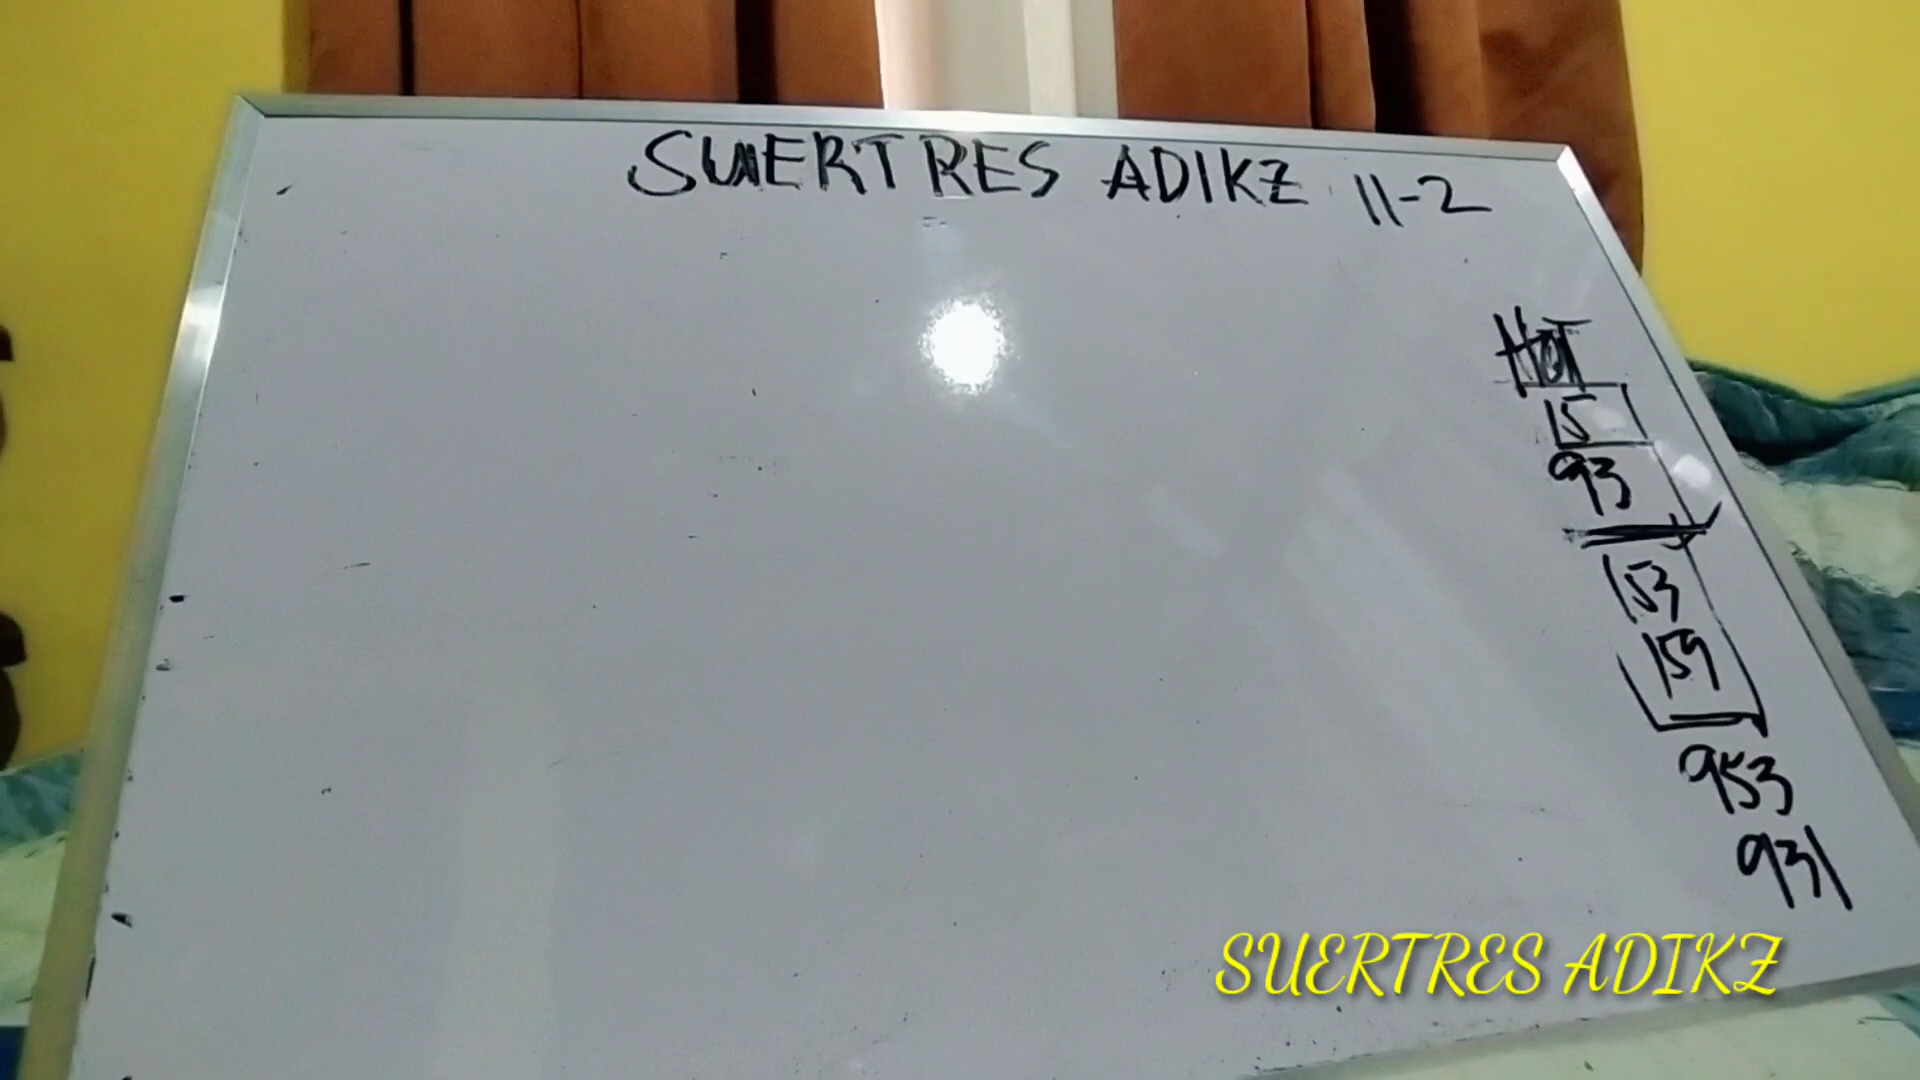 SUERTRES ADIKZ 11-2
HOT
15
93
153
159
953
931
SUERTRES ADIKZ